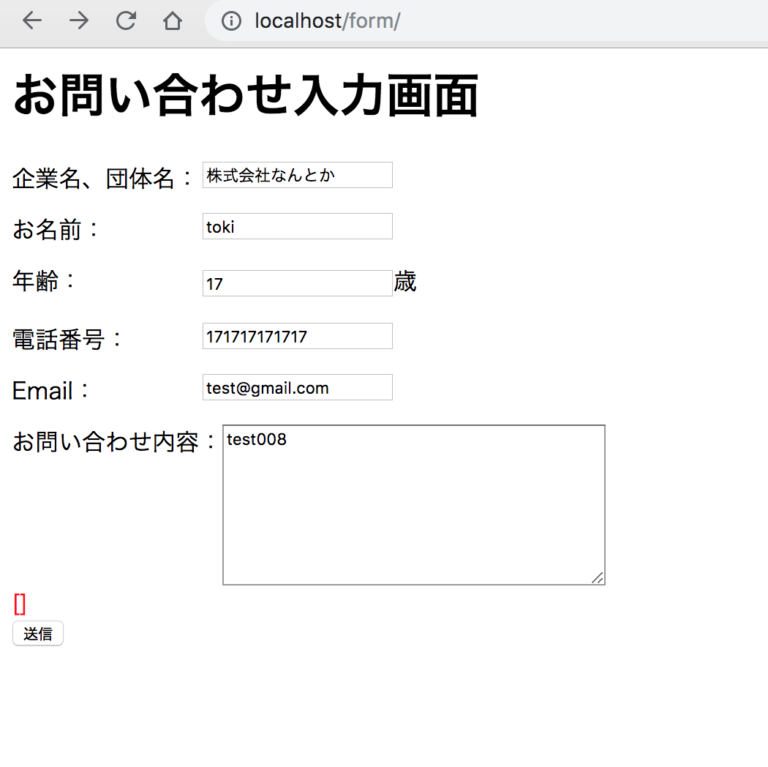 localhost/form/
お問い合わせ入力画面
企業名、団体名： 株式会社なんとか
お名前： toki
年齢： 17 歳
電話番号： 171717171717
Email： test@gmail.com
お問い合わせ内容： test008
[]
送信